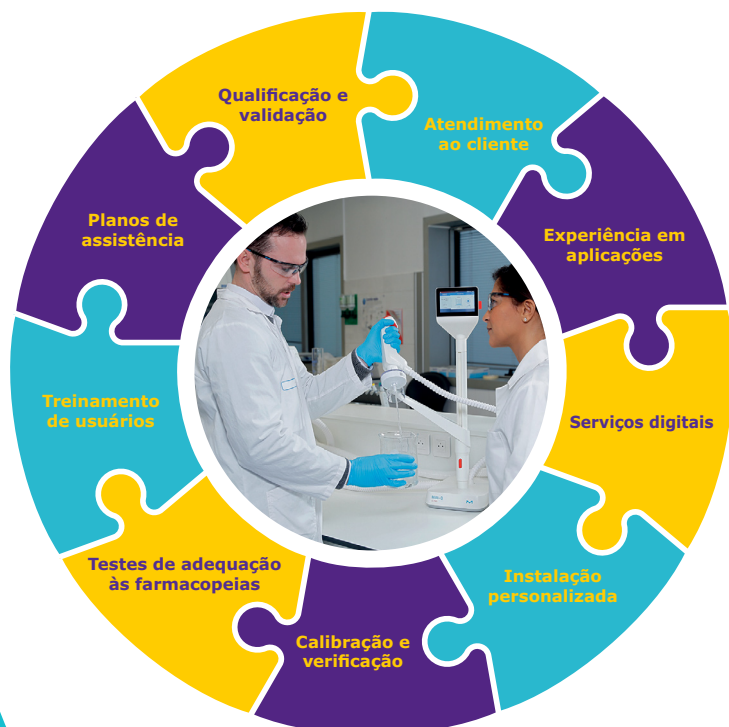 Qualificação e
validação
Atendimento
ao cliente
Experiência em
aplicações
Serviços digitais
Instalação
personalizada
Calibração e
verificação
Testes de adequação
às farmacopeias
Treinamento
de usuários
Planos de
assistência